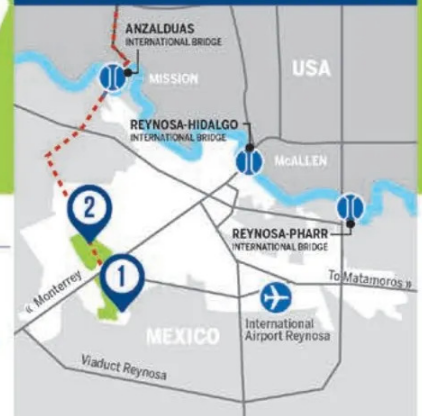 ANZALDUAS
INTERNATIONAL BRIDGE
MISSION
USA
REYNOSA-HIDALGO
INTERNATIONAL BRIDGE
McALLEN
2
REYNOSA-PHARR
INTERNATIONAL BRIDGE
1
« Monterrey
To Matamoros »
MEXICO
International
Airport Reynosa
Viaduct Reynosa